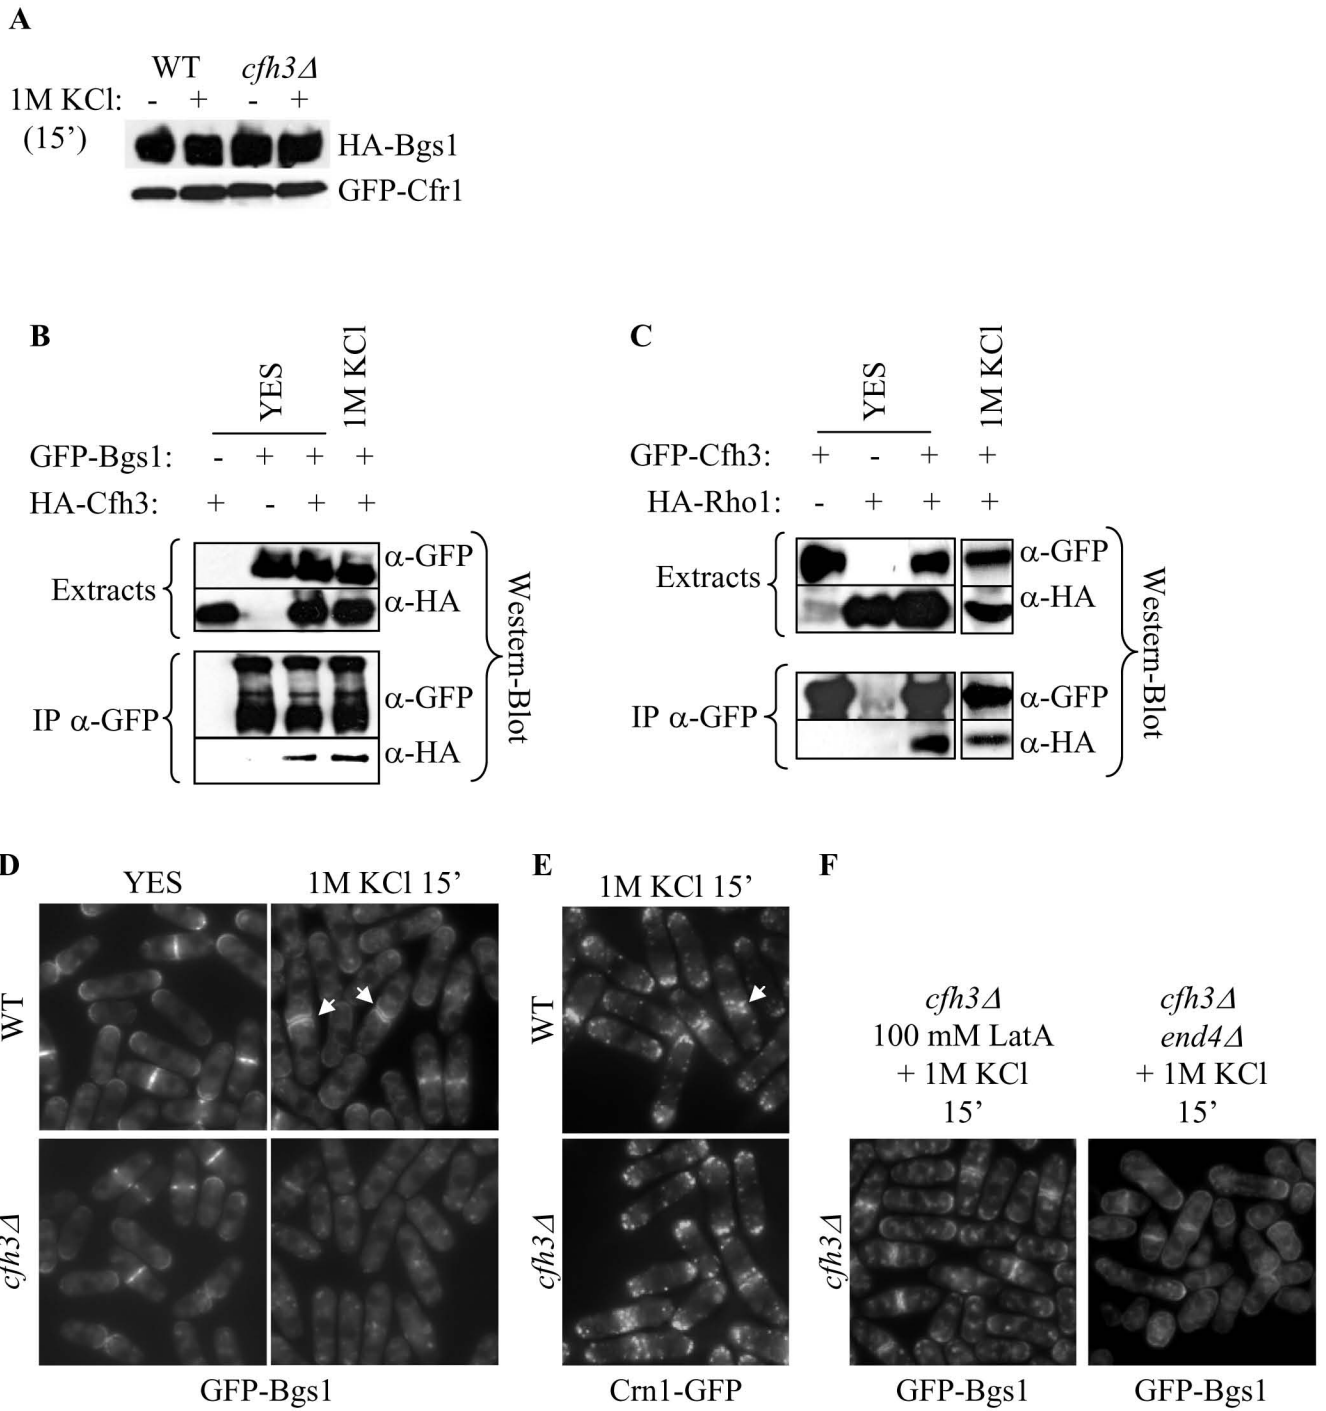 A
WT cfh3Δ
1M KCl: - + - +
(15’)
HA-Bgs1
GFP-Cfr1
B
YES
1M KCl
GFP-Bgs1: - + + +
HA-Cfh3: + - + +
Extracts
α-GFP
α-HA
IP α-GFP
α-GFP
α-HA
Western-Blot
C
YES
1M KCl
GFP-Cfh3: + - + +
HA-Rho1: - + + +
Extracts
α-GFP
α-HA
IP α-GFP
α-GFP
α-HA
Western-Blot
D
YES
1M KCl 15’
WT
cfh3Δ
GFP-Bgs1
E
1M KCl 15’
WT
cfh3Δ
Crn1-GFP
F
cfh3Δ
100 mM LatA
+ 1M KCl
15’
cfh3Δ
end4Δ
+ 1M KCl
15’
cfh3Δ
GFP-Bgs1
GFP-Bgs1